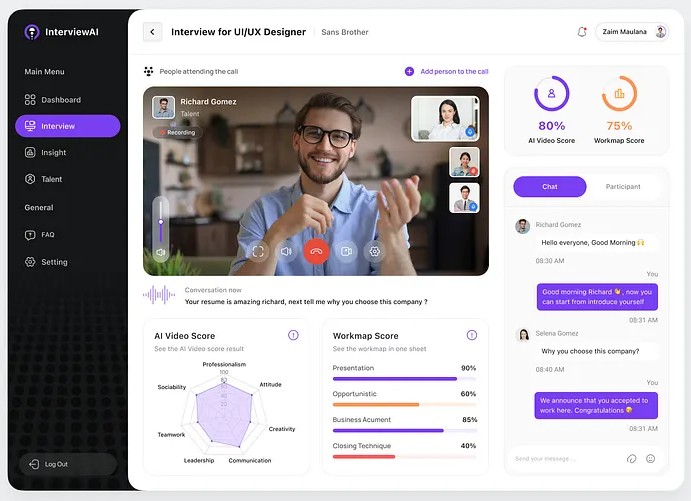 InterviewAI
Main Menu
Dashboard
Interview
Insight
Talent
General
FAQ
Setting
Log Out
Interview for UI/UX Designer
Sans Brother
Zaim Maulana
People attending the call
Add person to the call
Richard Gomez
Talent
Recording
Conversation now
Your resume is amazing richard, next tell me why you choose this company ?
AI Video Score
See the AI Video score result
Professionalism
100
80
Attitude
Creativity
Communication
Leadership
Teamwork
Sociability
Workmap Score
See the workmap in one sheet
Presentation
90%
Opportunistic
60%
Business Acument
85%
Closing Technique
40%
80%
AI Video Score
75%
Workmap Score
Chat
Participant
Richard Gomez
Hello everyone, Good Morning🙌
08:30 AM
You
Good morning Richard 👋, now you
can start from introduce yourself
08:31 AM
Selena Gomez
Why you choose this company?
08:40 AM
You
We announce that you accepted to
work here. Congratulations
08:31 AM
Send your message ...